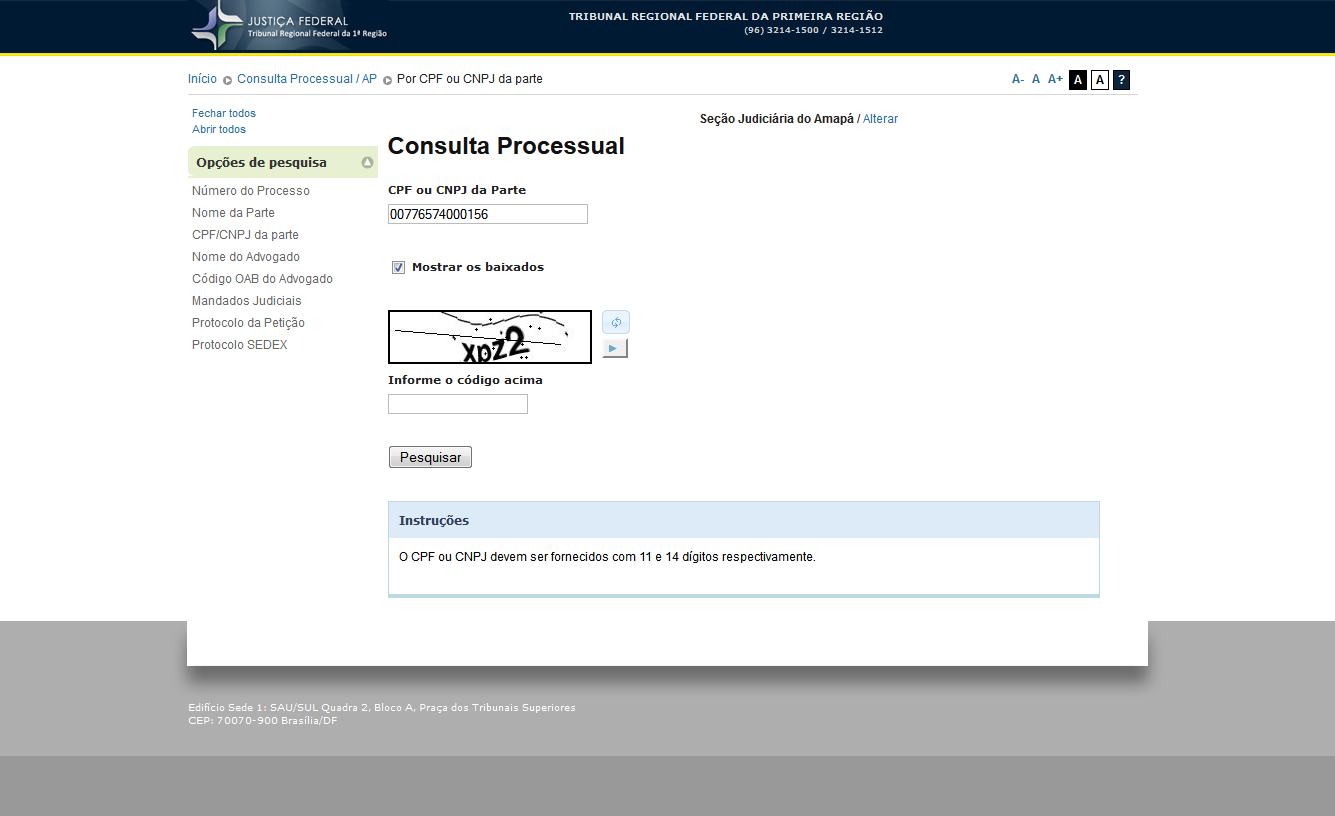 JUSTIÇA FEDERAL
Tribunal Regional Federal da 1ª Região
TRIBUNAL REGIONAL FEDERAL DA PRIMEIRA REGIÃO
(96) 3214-1500 / 3214-1512
Início Consulta Processual / AP Por CPF ou CNPJ da parte
A- A A+ A A ?
Fechar todos
Abrir todos
Seção Judiciária do Amapá / Alterar
Opções de pesquisa
Número do Processo
Nome da Parte
CPF/CNPJ da parte
Nome do Advogado
Código OAB do Advogado
Mandados Judiciais
Protocolo da Petição
Protocolo SEDEX
Consulta Processual
CPF ou CNPJ da Parte
00776574000156
Mostrar os baixados
xpz2
Informe o código acima
Pesquisar
Instruções
O CPF ou CNPJ devem ser fornecidos com 11 e 14 dígitos respectivamente.
Edifício Sede 1: SAU/SUL Quadra 2, Bloco A, Praça dos Tribunais Superiores
CEP: 70070-900 Brasília/DF